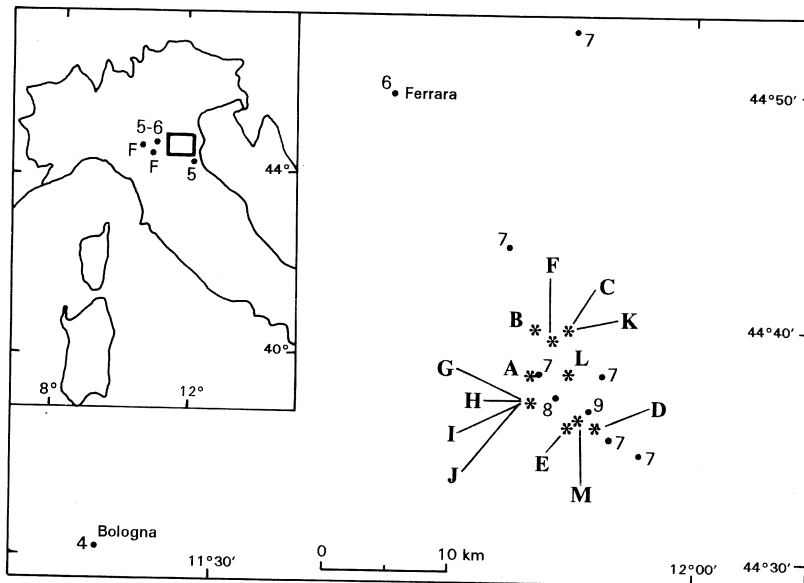 7
6 Ferrara
44°50′
5-6
F
F
5
44°
7
F
C
B
K
44°40′
40°
8° 12°
A 7 L 7
G
H
8 9 D
I
7
E
7
J
M
Bologna
4
11°30′
0 10 km
12°00′
44°30′